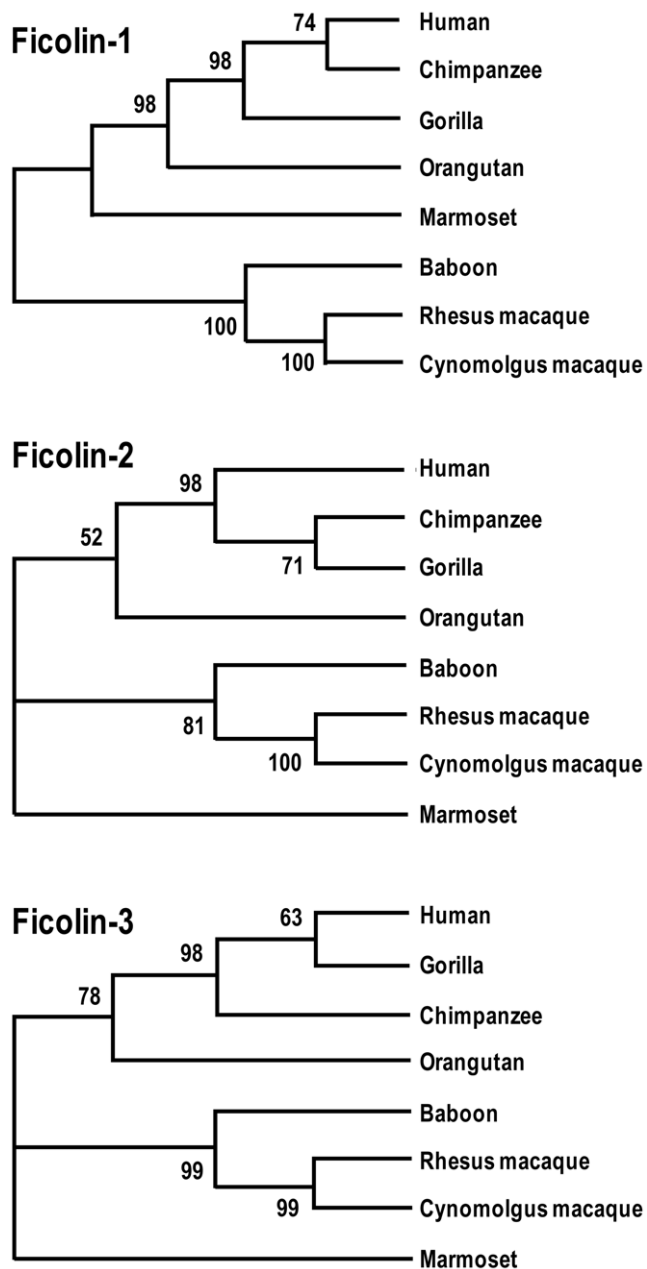 Ficolin-1
74
Human
98
Chimpanzee
98
Gorilla
Orangutan
Marmoset
Baboon
100
Rhesus macaque
100
Cynomolgus macaque
Ficolin-2
98
Human
52
Chimpanzee
71
Gorilla
Orangutan
Baboon
81
Rhesus macaque
100
Cynomolgus macaque
Marmoset
Ficolin-3
63
Human
98
Gorilla
78
Chimpanzee
Orangutan
Baboon
99
Rhesus macaque
99
Cynomolgus macaque
Marmoset